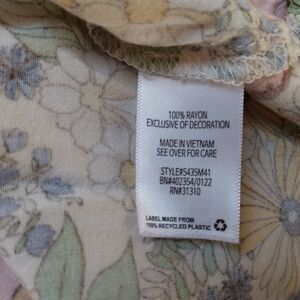 100% RAYON
EXCLUSIVE OF DECORATION
MADE IN VIETNAM
SEE OVER FOR CARE
STYLE#5435M41
BN#402354/0122
RN#31310
LABEL MADE FROM
100% RECYCLED PLASTIC